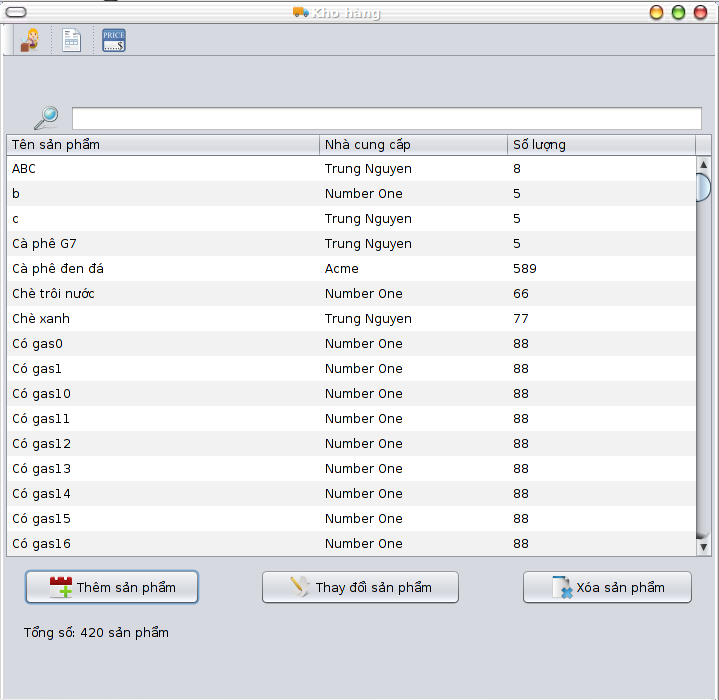 Kho hàng
PRICE
....$
Tên sản phẩm Nhà cung cấp Số lượng
ABC Trung Nguyen 8
b Number One 5
c Trung Nguyen 5
Cà phê G7 Trung Nguyen 5
Cà phê đen đá Acme 589
Chè trôi nước Number One 66
Chè xanh Trung Nguyen 77
Có gas0 Number One 88
Có gas1 Number One 88
Có gas10 Number One 88
Có gas11 Number One 88
Có gas12 Number One 88
Có gas13 Number One 88
Có gas14 Number One 88
Có gas15 Number One 88
Có gas16 Number One 88
Thêm sản phẩm Thay đổi sản phẩm Xóa sản phẩm
Tổng số: 420 sản phẩm